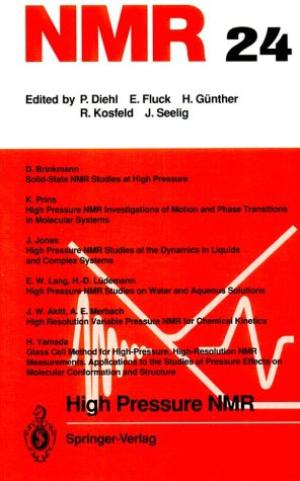 NMR 24
Edited by P. Diehl E. Fluck H. Günther
R. Kosfeld J. Seelig
D. Brinkmann
Solid-State NMR Studies at High Pressure
K. Prins
High Pressure NMR Investigations of Motion and Phase Transitions
in Molecular Systems
J. Jonas
High Pressure NMR Studies of the Dynamics in Liquids
and Complex Systems
E. W. Lang, H.-D. Lüdemann
High Pressure NMR Studies on Water and Aqueous Solutions
J. W. Akitt, A. E. Merbach
High Resolution Variable Pressure NMR for Chemical Kinetics
H. Yamada
Glass Cell Method for High-Pressure, High-Resolution NMR
Measurements. Applications to the Studies of Pressure Effects on
Molecular Conformation and Structure
High Pressure NMR
Springer-Verlag